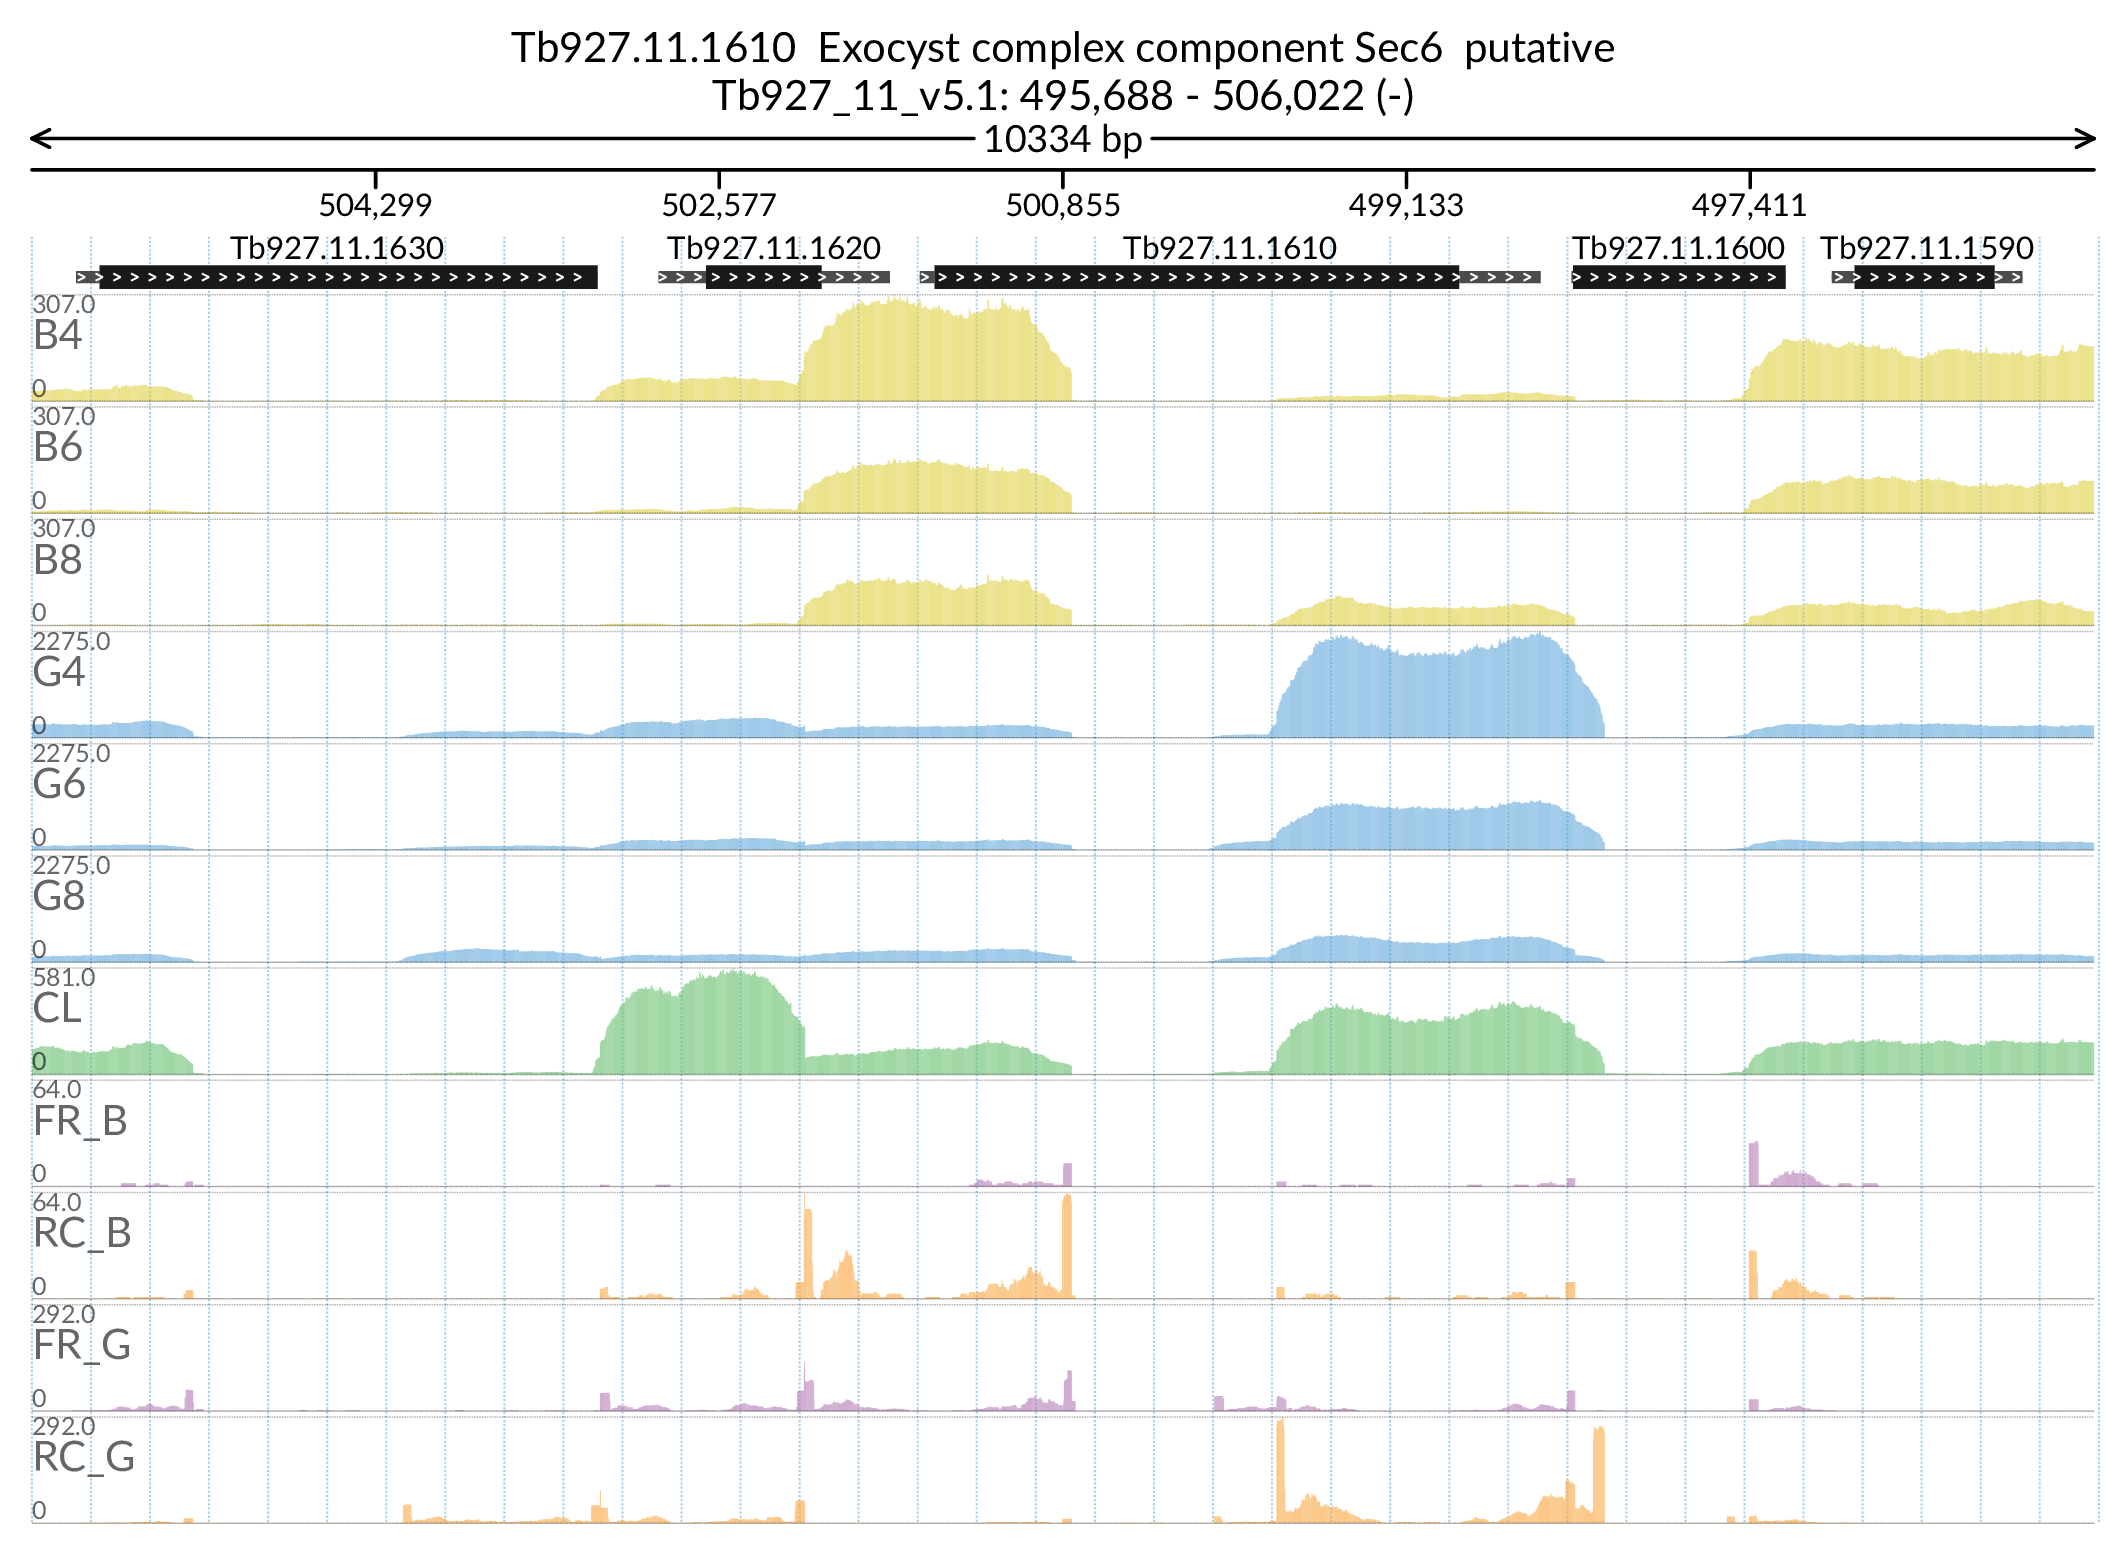 Tb927.11.1610  Exocyst complex component Sec6  putative
Tb927_11_v5.1: 495,688 - 506,022 (-)
10334 bp
504,299 502,577 500,855 499,133 497,411
Tb927.11.1630 Tb927.11.1620 Tb927.11.1610 Tb927.11.1600 Tb927.11.1590
307.0
B4
0
307.0
B6
0
307.0
B8
0
2275.0
G4
0
2275.0
G6
0
2275.0
G8
0
581.0
CL
0
64.0
FR_B
0
64.0
RC_B
0
292.0
FR_G
0
292.0
RC_G
0